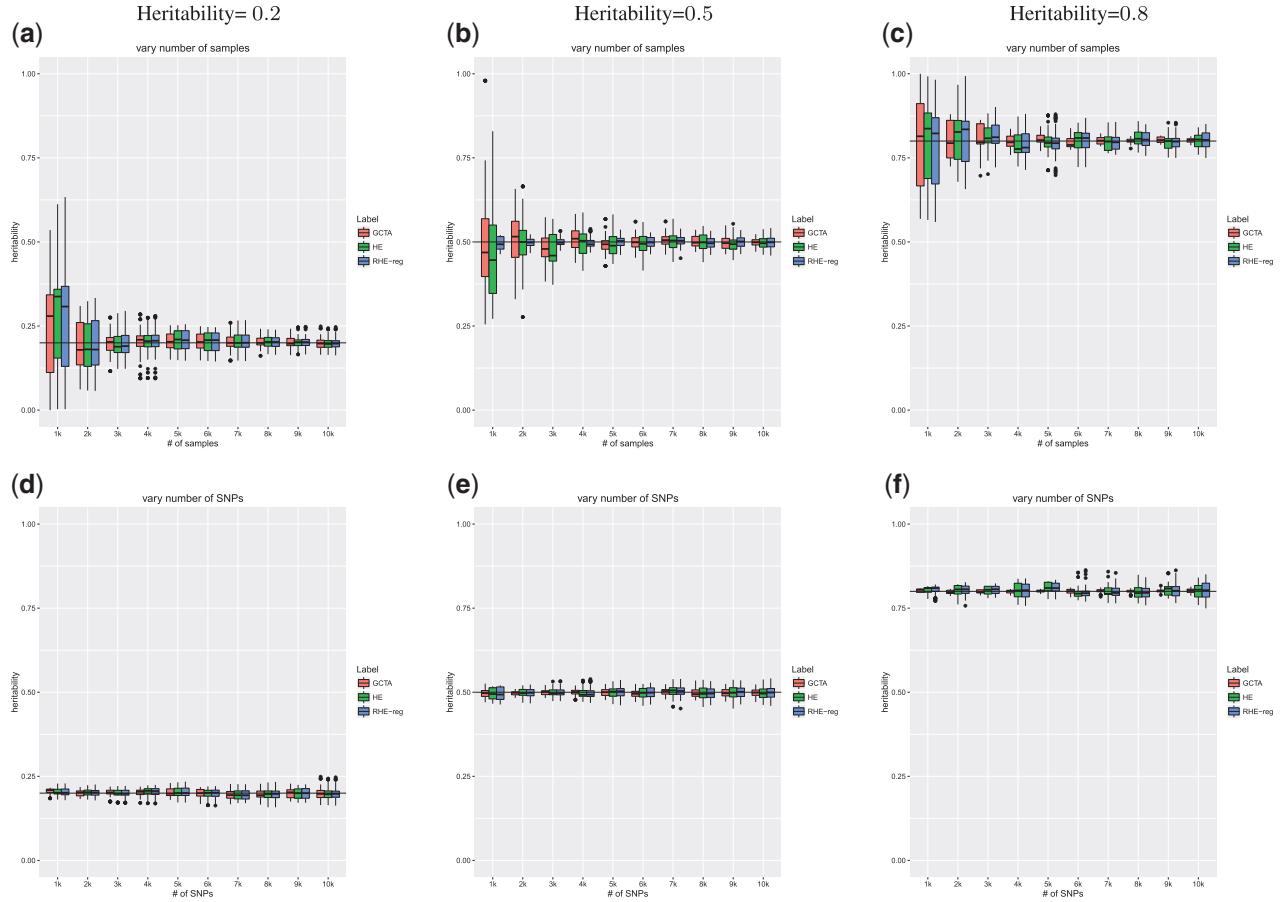 Heritability= 0.2
Heritability=0.5
Heritability=0.8
(a)
vary number of samples
1.00
0.75
0.50
0.25
0.00
heritability
1k 2k 3k 4k 5k 6k 7k 8k 9k 10k
# of samples
Label
GCTA
HE
RHE-reg
(b)
vary number of samples
1.00
0.75
0.50
0.25
0.00
heritability
1k 2k 3k 4k 5k 6k 7k 8k 9k 10k
# of samples
Label
GCTA
HE
RHE-reg
(c)
vary number of samples
1.00
0.75
0.50
0.25
0.00
heritability
1k 2k 3k 4k 5k 6k 7k 8k 9k 10k
# of samples
Label
GCTA
HE
RHE-reg
(d)
vary number of SNPs
1.00
0.75
0.50
0.25
0.00
heritability
1k 2k 3k 4k 5k 6k 7k 8k 9k 10k
# of SNPs
Label
GCTA
HE
RHE-reg
(e)
vary number of SNPs
1.00
0.75
0.50
0.25
0.00
heritability
1k 2k 3k 4k 5k 6k 7k 8k 9k 10k
# of SNPs
Label
GCTA
HE
RHE-reg
(f)
vary number of SNPs
1.00
0.75
0.50
0.25
0.00
heritability
1k 2k 3k 4k 5k 6k 7k 8k 9k 10k
# of SNPs
Label
GCTA
HE
RHE-reg